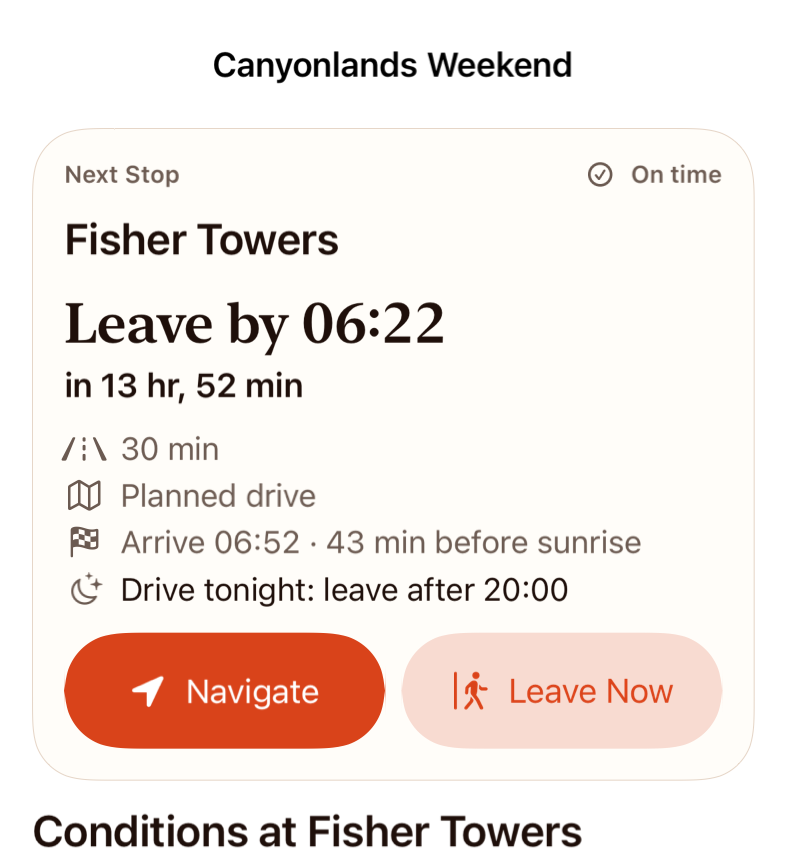 Canyonlands Weekend
Next Stop
On time
Fisher Towers
Leave by 06:22
in 13 hr, 52 min
30 min
Planned drive
Arrive 06:52 · 43 min before sunrise
Drive tonight: leave after 20:00
Navigate
Leave Now
Conditions at Fisher Towers